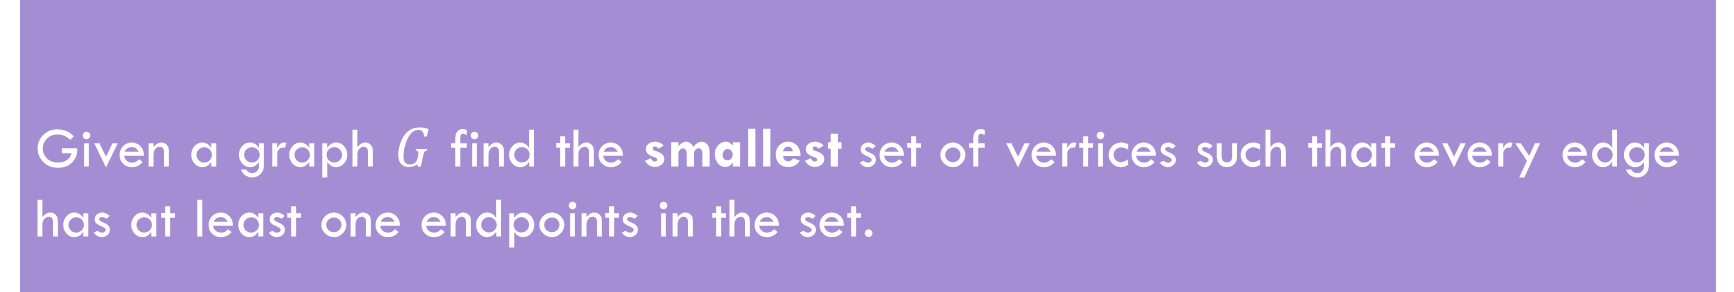 Given a graph G find the smallest set of vertices such that every edge
has at least one endpoints in the set.